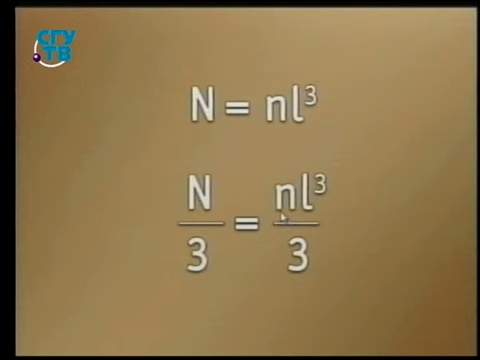 СГУ
ТВ
N = nl³
N/3 = nl³/3